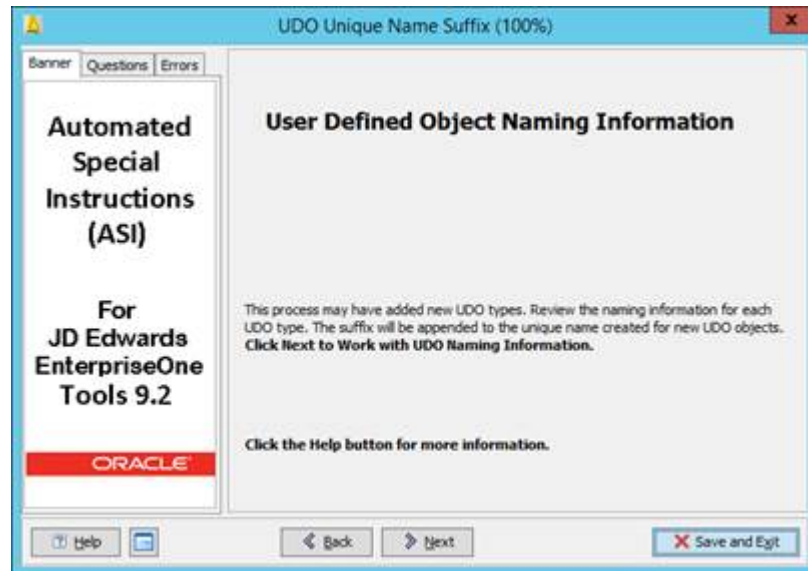 UDO Unique Name Suffix (100%)
x
Banner Questions Errors
Automated
Special
Instructions
(ASI)
For
JD Edwards
EnterpriseOne
Tools 9.2
ORACLE
User Defined Object Naming Information
This process may have added new UDO types. Review the naming information for each
UDO type. The suffix will be appended to the unique name created for new UDO objects.
Click Next to Work with UDO Naming Information.
Click the Help button for more information.
Help Back Next Save and Exit